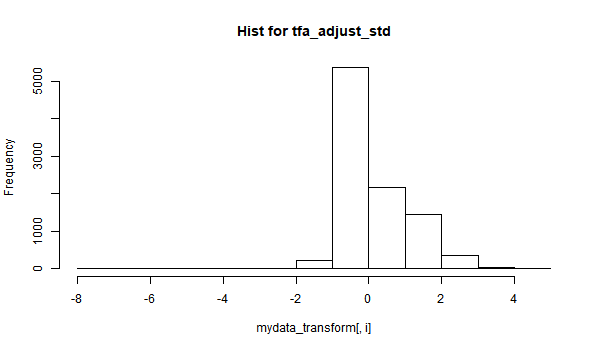 Hist for tfa_adjust_std
Frequency
5000
3000
1000
0
-8 -6 -4 -2 0 2 4
mydata_transform[, i]